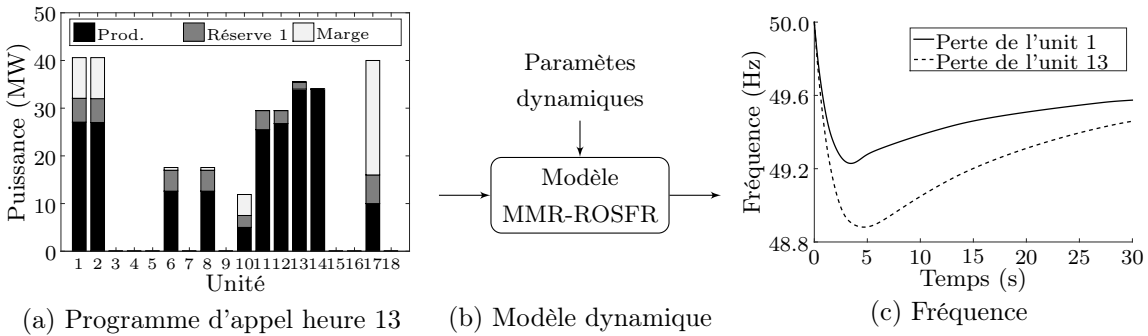 50
40
30
20
10
0
Puissance (MW)
Prod.
Réserve 1
Marge
1 2 3 4 5 6 7 8 9 10 11 12 13 14 15 16 17 18
Unité
(a) Programme d'appel heure 13
Paramètes
dynamiques
Modèle
MMR-ROSFR
(b) Modèle dynamique
50.0
49.6
49.2
48.8
Fréquence (Hz)
Perte de l'unit 1
Perte de l'unit 13
0 5 10 15 20 25 30
Temps (s)
(c) Fréquence